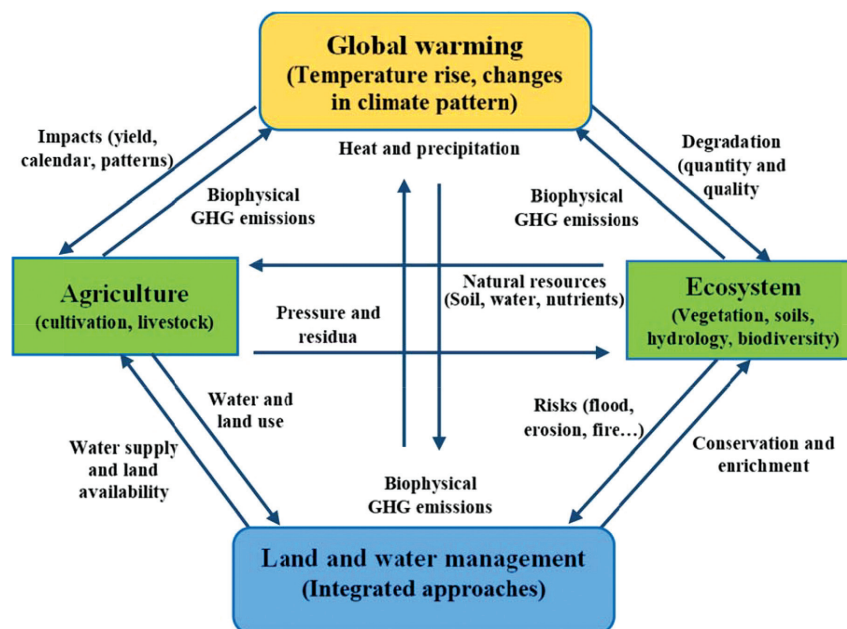 Global warming
(Temperature rise, changes
in climate pattern)
Impacts (yield,
calendar, patterns)
Heat and precipitation
Degradation
(quantity and
quality
Biophysical
GHG emissions
Biophysical
GHG emissions
Agriculture
(cultivation, livestock)
Natural resources
(Soil, water, nutrients)
Ecosystem
(Vegetation, soils,
hydrology, biodiversity)
Pressure and
residua
Water and
land use
Risks (flood,
erosion, fire…)
Water supply
and land
availability
Conservation and
enrichment
Biophysical
GHG emissions
Land and water management
(Integrated approaches)